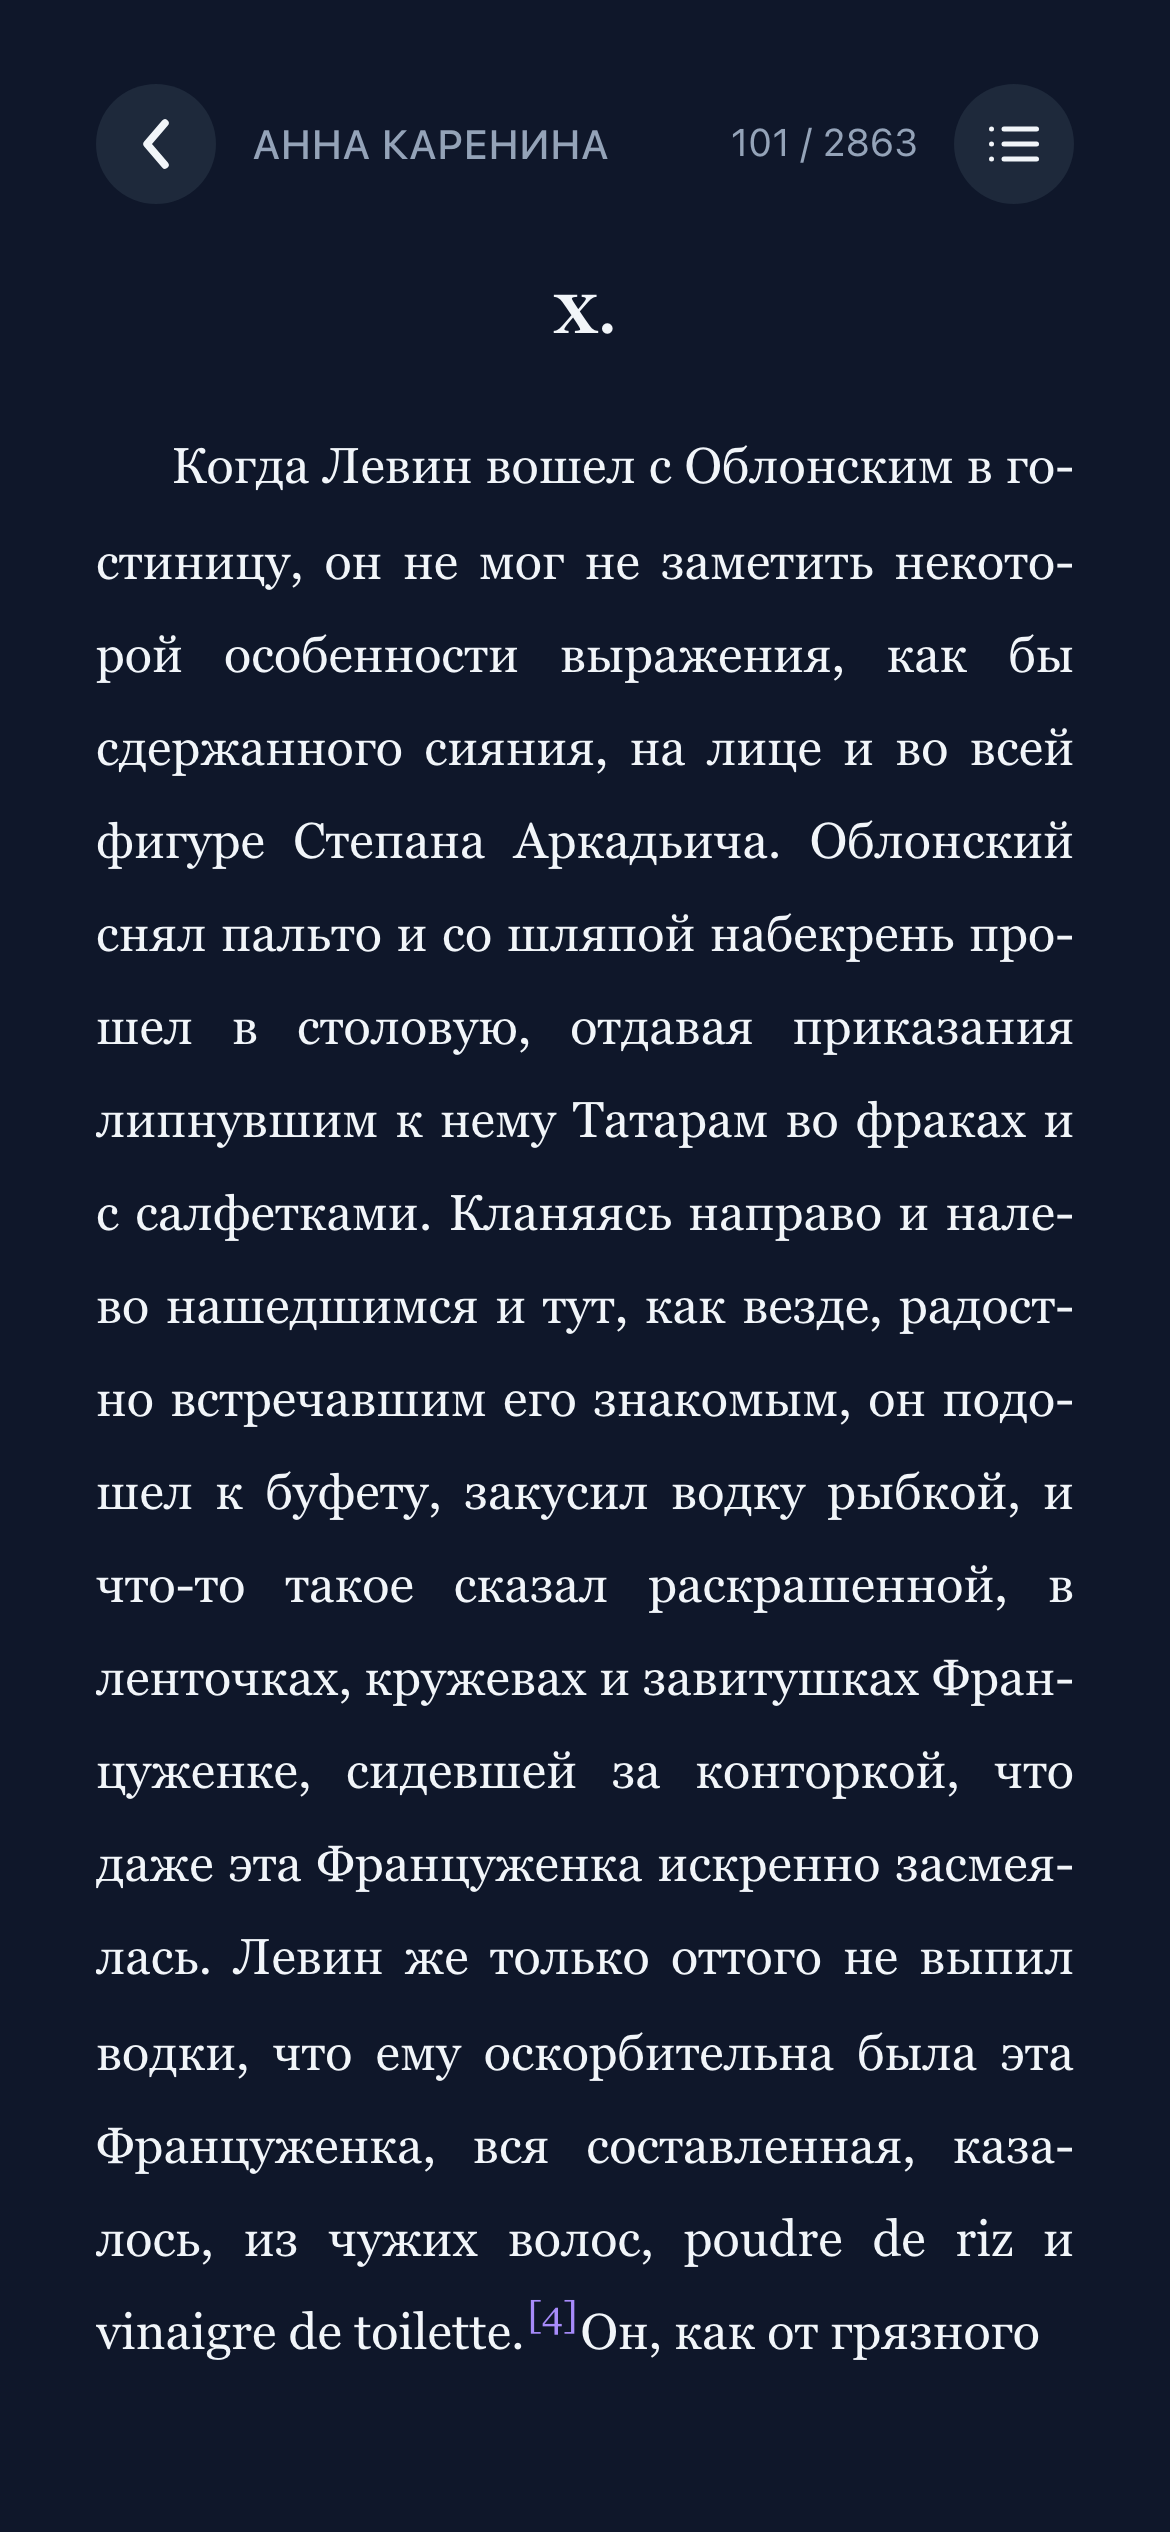 АННА КАРЕНИНА 101 / 2863
X.
Когда Левин вошел с Облонским в го-
стиницу, он не мог не заметить некото-
рой особенности выражения, как бы
сдержанного сияния, на лице и во всей
фигуре Степана Аркадьича. Облонский
снял пальто и со шляпой набекрень про-
шел в столовую, отдавая приказания
липнувшим к нему Татарам во фраках и
с салфетками. Кланяясь направо и нале-
во нашедшимся и тут, как везде, радост-
но встречавшим его знакомым, он подо-
шел к буфету, закусил водку рыбкой, и
что-то такое сказал раскрашенной, в
ленточках, кружевах и завитушках Фран-
цуженке, сидевшей за конторкой, что
даже эта Француженка искренно засмея-
лась. Левин же только оттого не выпил
водки, что ему оскорбительна была эта
Француженка, вся составленная, каза-
лось, из чужих волос, poudre de riz и
vinaigre de toilette.[4]Он, как от грязного